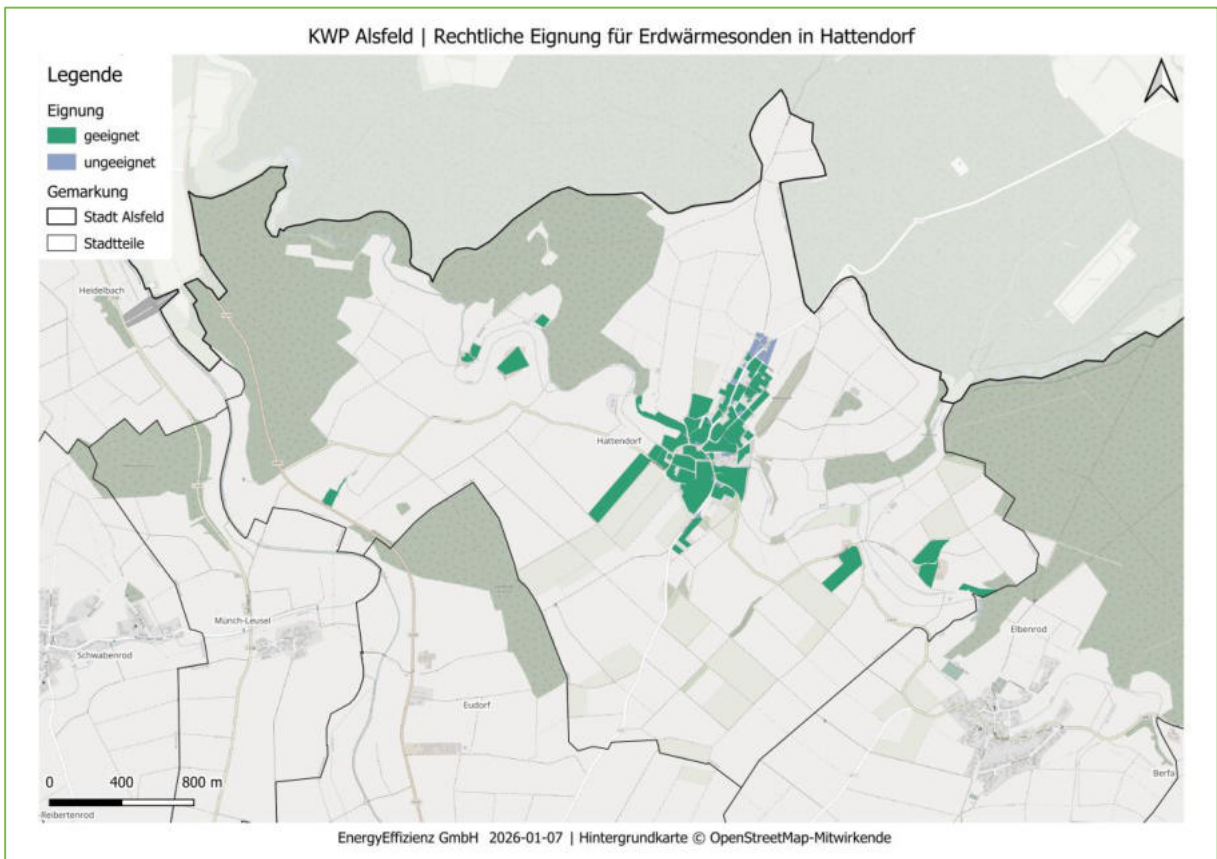 KWP Alsfeld | Rechtliche Eignung für Erdwärmesonden in Hattendorf
Legende
Eignung
geeignet
ungeeignet
Gemarkung
Stadt Alsfeld
Stadtteile
Heidelbach
Hattendorf
Münch-Leusel
Schwabenrod
Elbenrod
Eudorf
Berfa
0 400 800 m
-Reibertenrod
EnergyEffizienz GmbH 2026-01-07 | Hintergrundkarte © OpenStreetMap-Mitwirkende